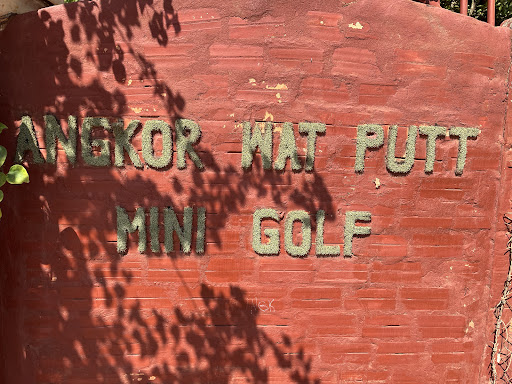 ANGKOR WAT PUTT
MINI GOLF